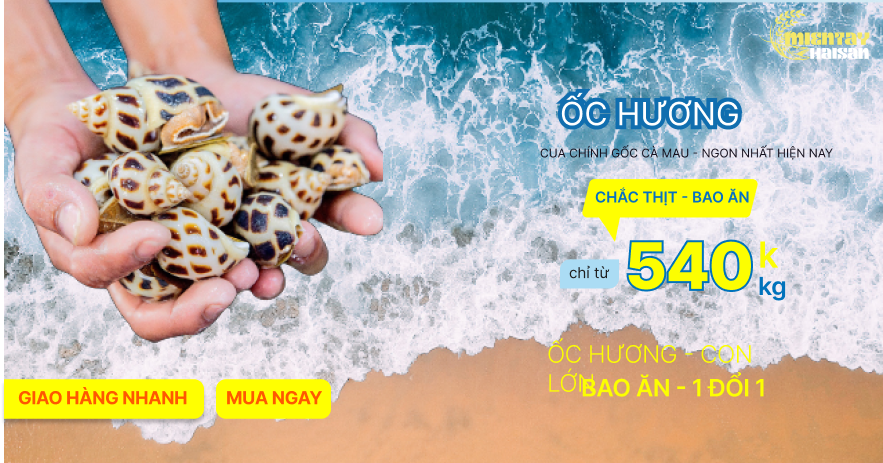 MIENTAY
HAISAN
ỐC HƯƠNG
CUA CHÍNH GỐC CÀ MAU - NGON NHẤT HIỆN NAY
CHẮC THỊT - BAO ĂN
chỉ từ 540 k
kg
ỐC HƯƠNG - CON
LỚN
BAO ĂN - 1 ĐỔI 1
GIAO HÀNG NHANH MUA NGAY